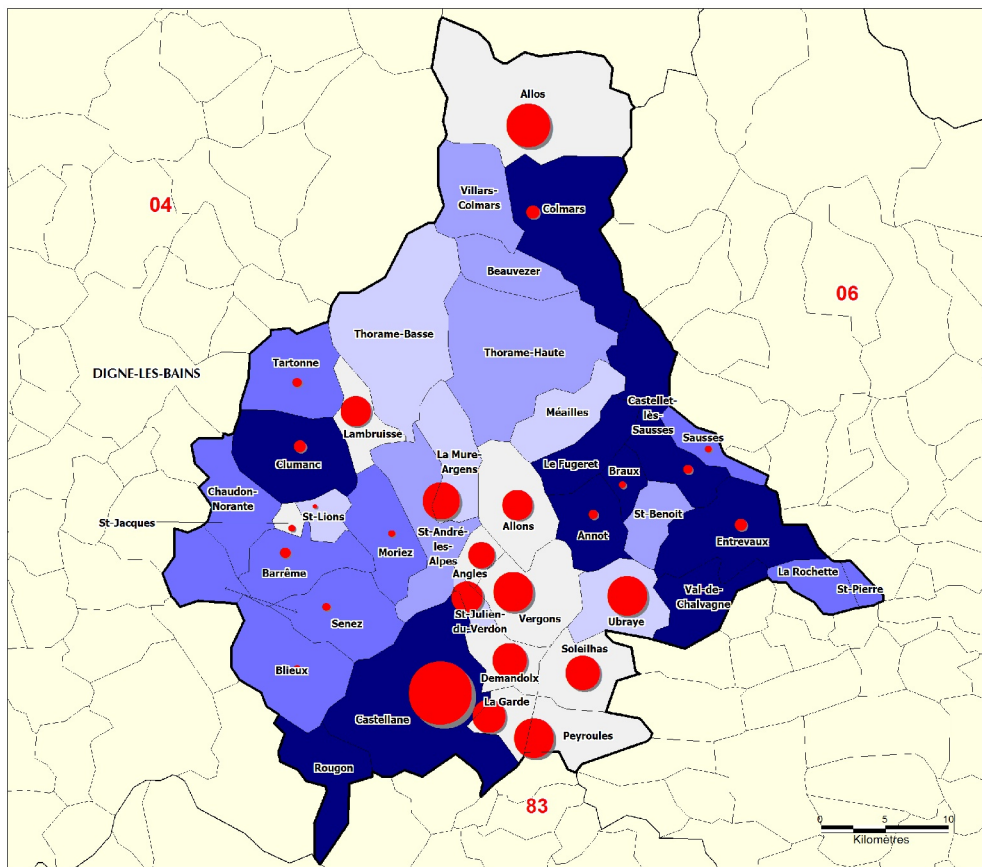 Allos
Villars-
Colmars
Colmars
04
Beauvezer
06
Thorame-Basse
Thorame-Haute
Tartonne
DIGNE-LES-BAINS
Méailles
Castellet-
lès-
Sausses
Sausses
Lambruisse
La Mure-
Argens
Le Fugeret
Braux
Clumanc
Chaudon-
Norante
St-Lions
St-Jacques
Allons
St-Benoit
St-André-
les-
Alpes
Moriez
Annot
Entrevaux
Barrême
Angles
La Rochette
St-Pierre
Val-de-
Chalvagne
St-Julien-
du-Verdon
Vergons
Ubraye
Senez
Soleilhas
Blieux
Demandolx
La Garde
Castellane
Peyroules
Rougon
83
0 5 10
Kilomètres